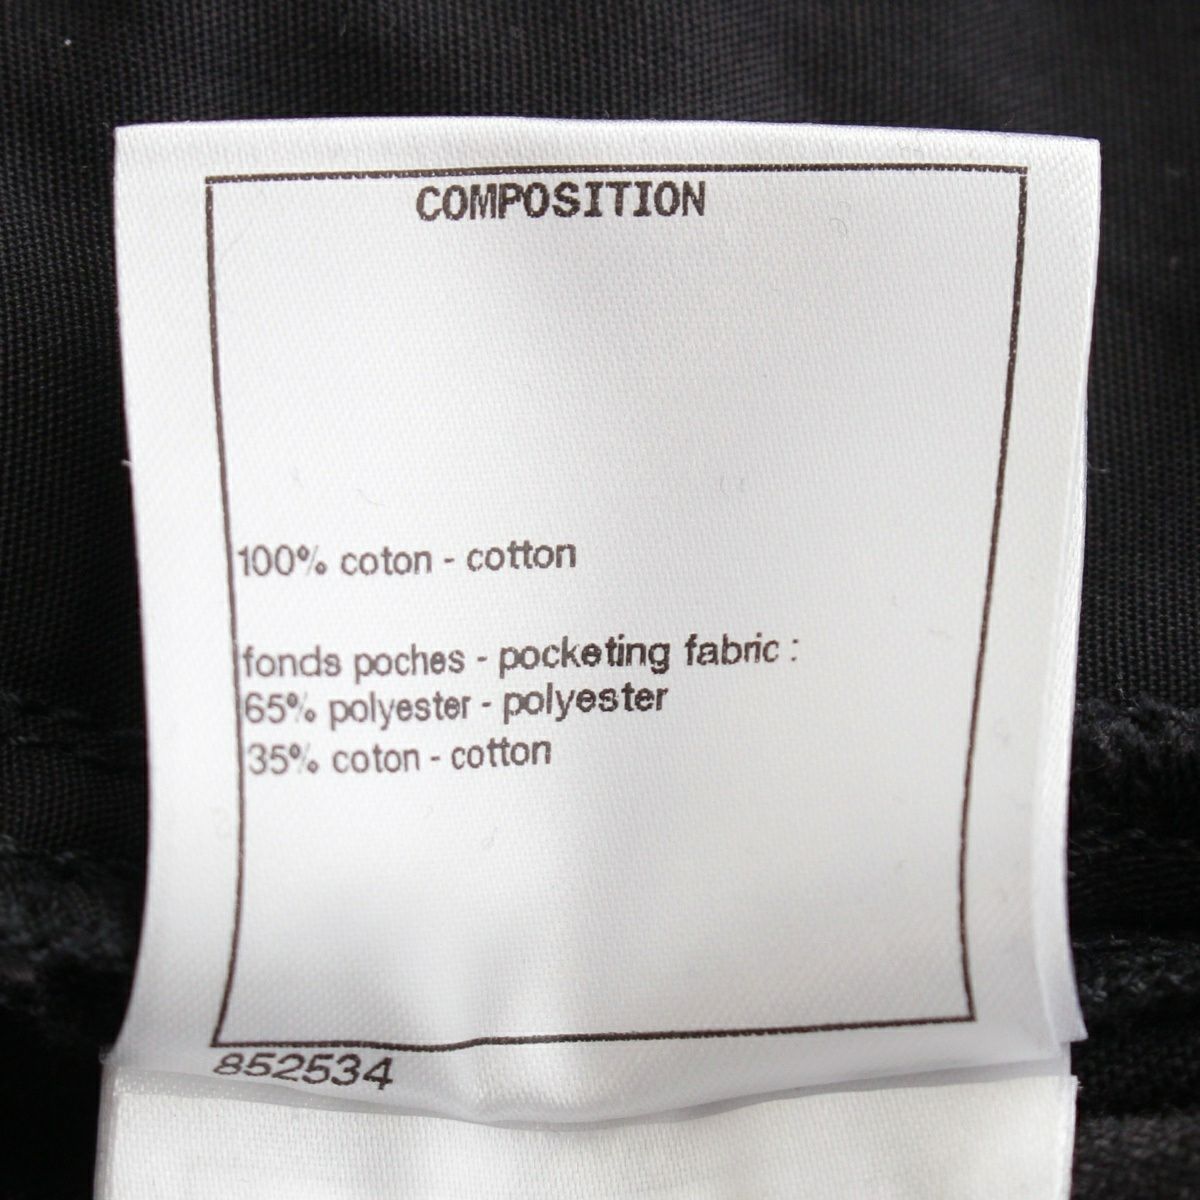 COMPOSITION
100% coton - cotton
fonds poches - pocketing fabric :
65% polyester - polyester
35% coton - cotton
852534